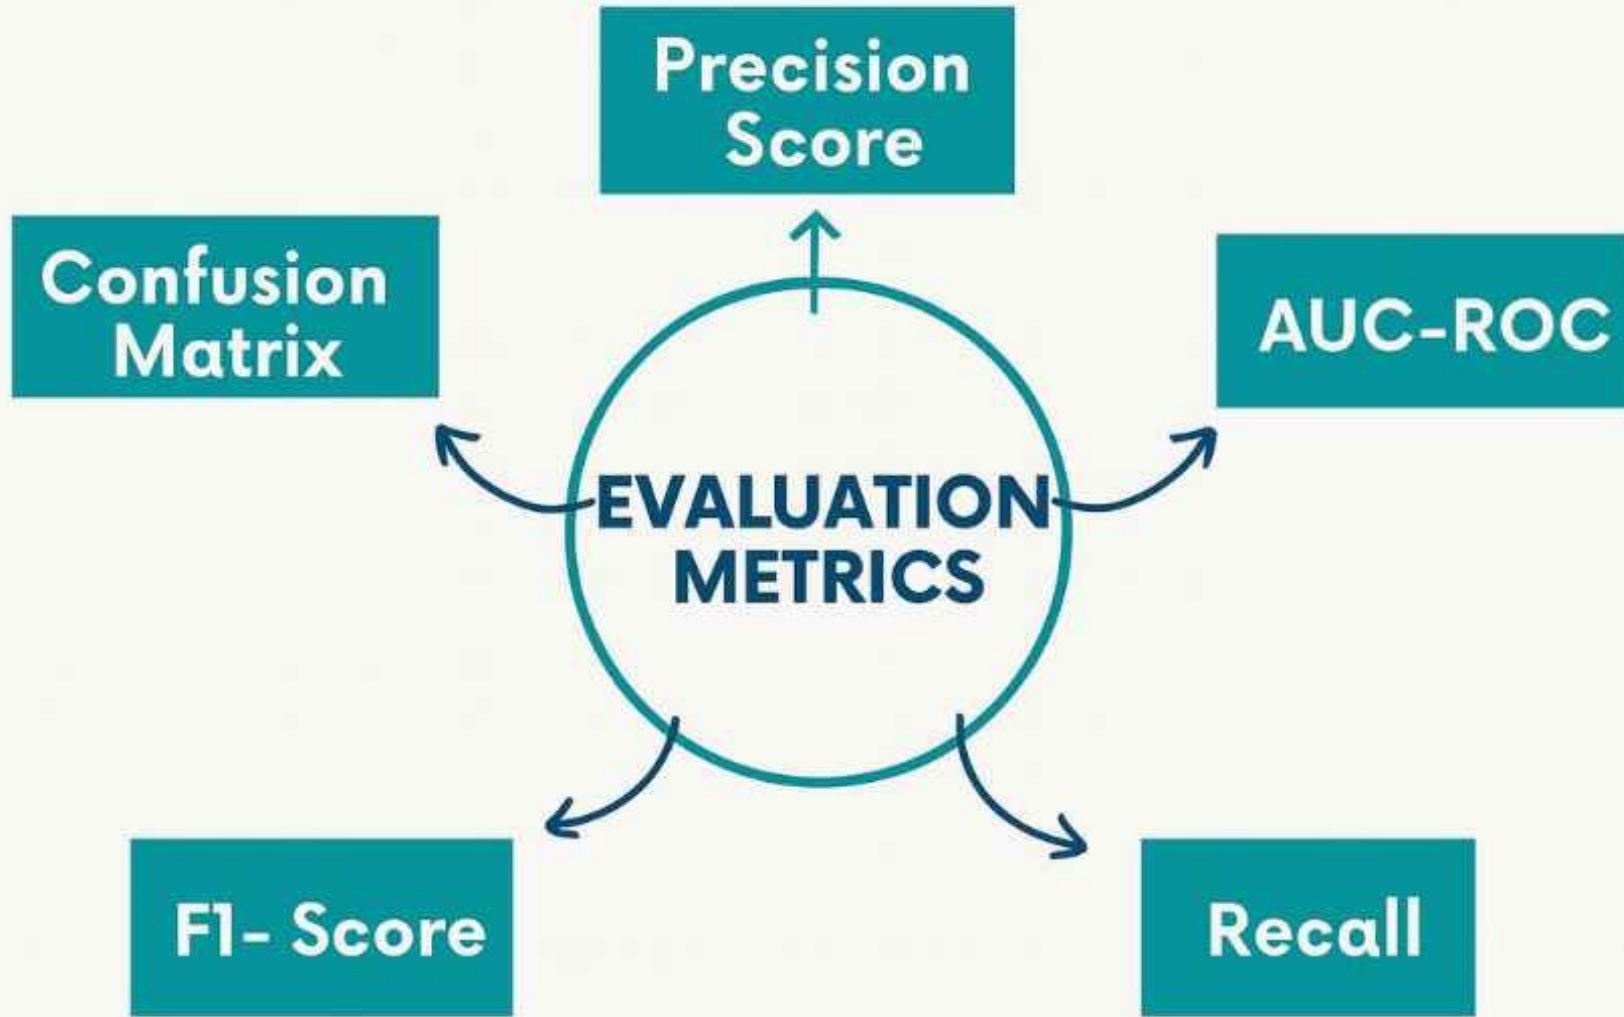 Precision
Score
Confusion
Matrix
AUC-ROC
EVALUATION
METRICS
F1- Score
Recall